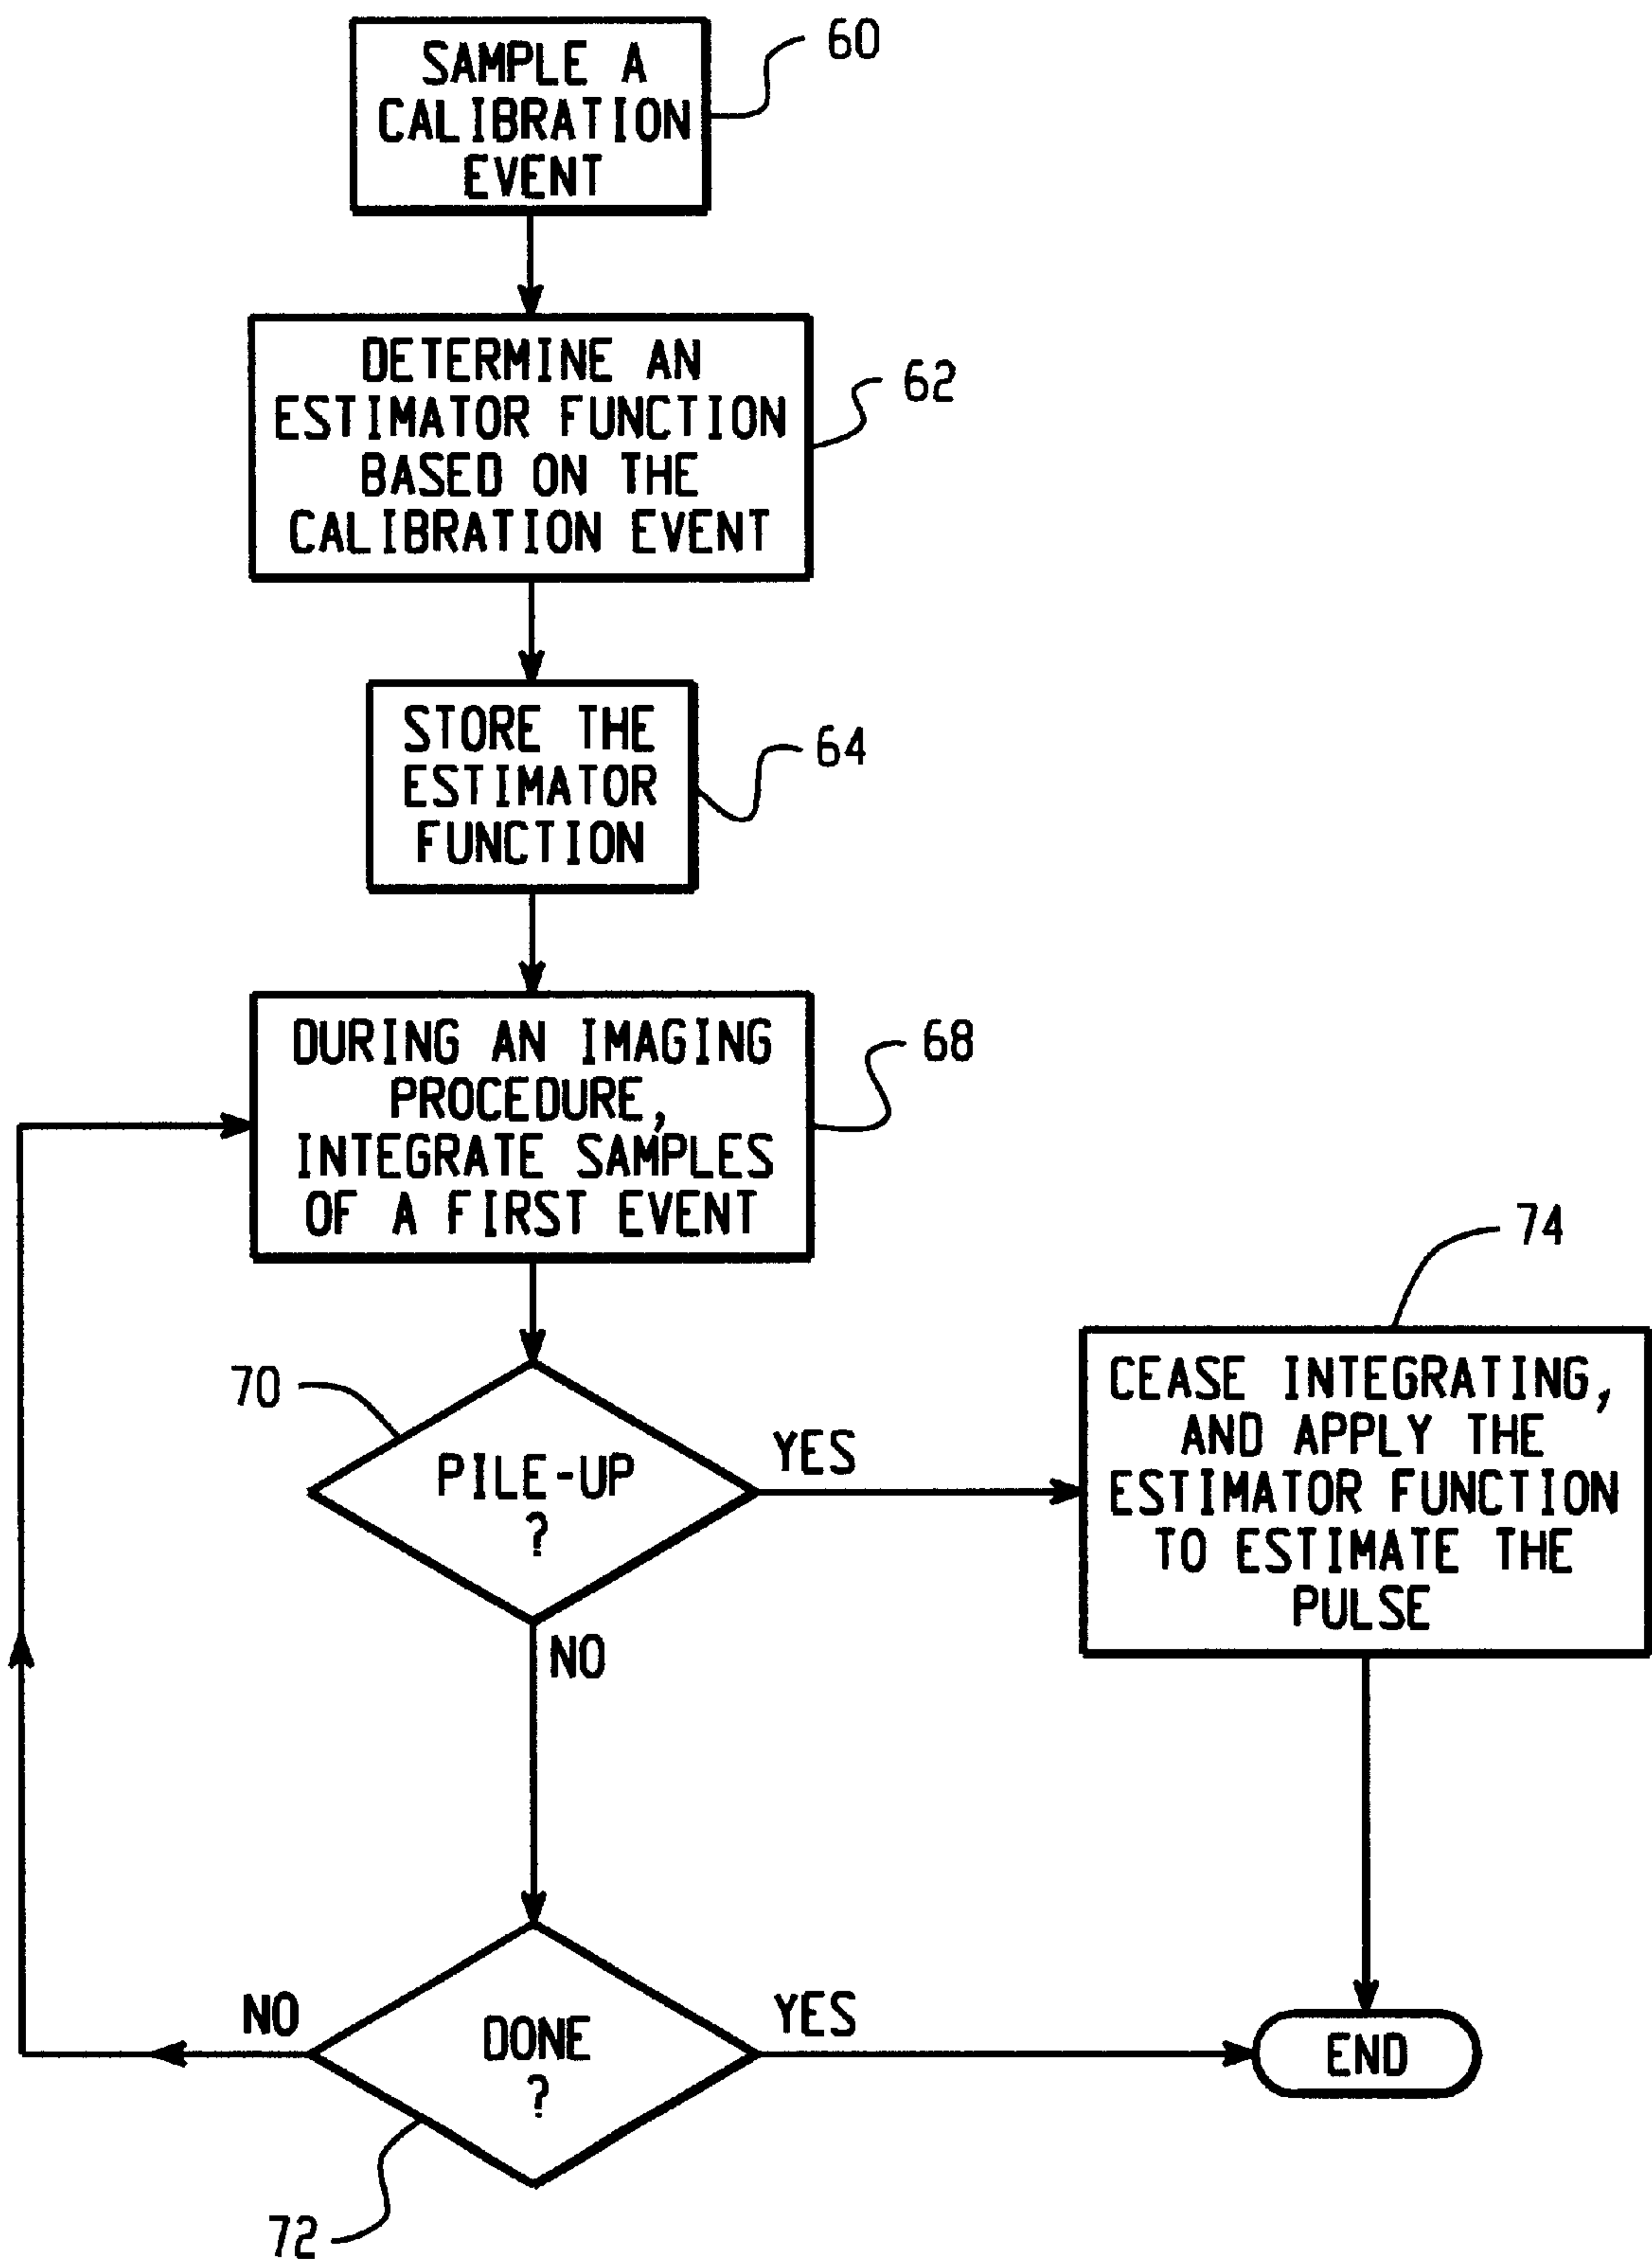 SAMPLE A
CALIBRATION
EVENT
60
DETERMINE AN
ESTIMATOR FUNCTION
BASED ON THE
CALIBRATION EVENT
62
STORE THE
ESTIMATOR
FUNCTION
64
DURING AN IMAGING
PROCEDURE,
INTEGRATE SAMPLES
OF A FIRST EVENT
68
70
PILE-UP
?
YES
NO
74
CEASE INTEGRATING,
AND APPLY THE
ESTIMATOR FUNCTION
TO ESTIMATE THE
PULSE
NO
DONE
?
YES
END
72